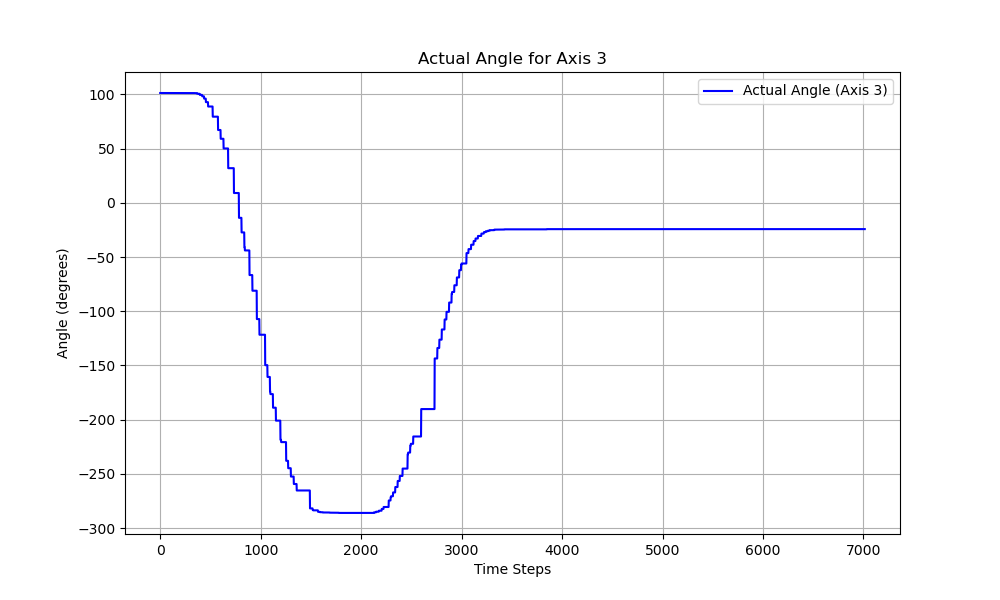 Actual Angle for Axis 3
Actual Angle (Axis 3)
100
50
0
−50
−100
−150
−200
−250
−300
Angle (degrees)
0 1000 2000 3000 4000 5000 6000 7000
Time Steps